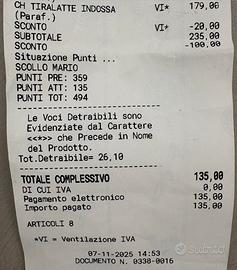 CH TIRALATTE INDOSSA VI* 179,00
(Paraf.)
SCONTO VI* -20,00
SUBTOTALE 235,00
SCONTO -100,00
Situazione Punti ...
SCOLLO MARIO
PUNTI PRE: 359
PUNTI ATT: 135
PUNTI TOT: 494
Le Voci Detraibili sono
Evidenziate dal Carattere
<<*>> che Precede in Nome
del Prodotto.
Tot.Detraibile= 26,10
TOTALE COMPLESSIVO 135,00
DI CUI IVA 0,00
Pagamento elettronico 135,00
Importo pagato 135,00
ARTICOLI 8
*VI = Ventilazione IVA
07-11-2025 14:53
DOCUMENTO N. 0338-0016
Subito